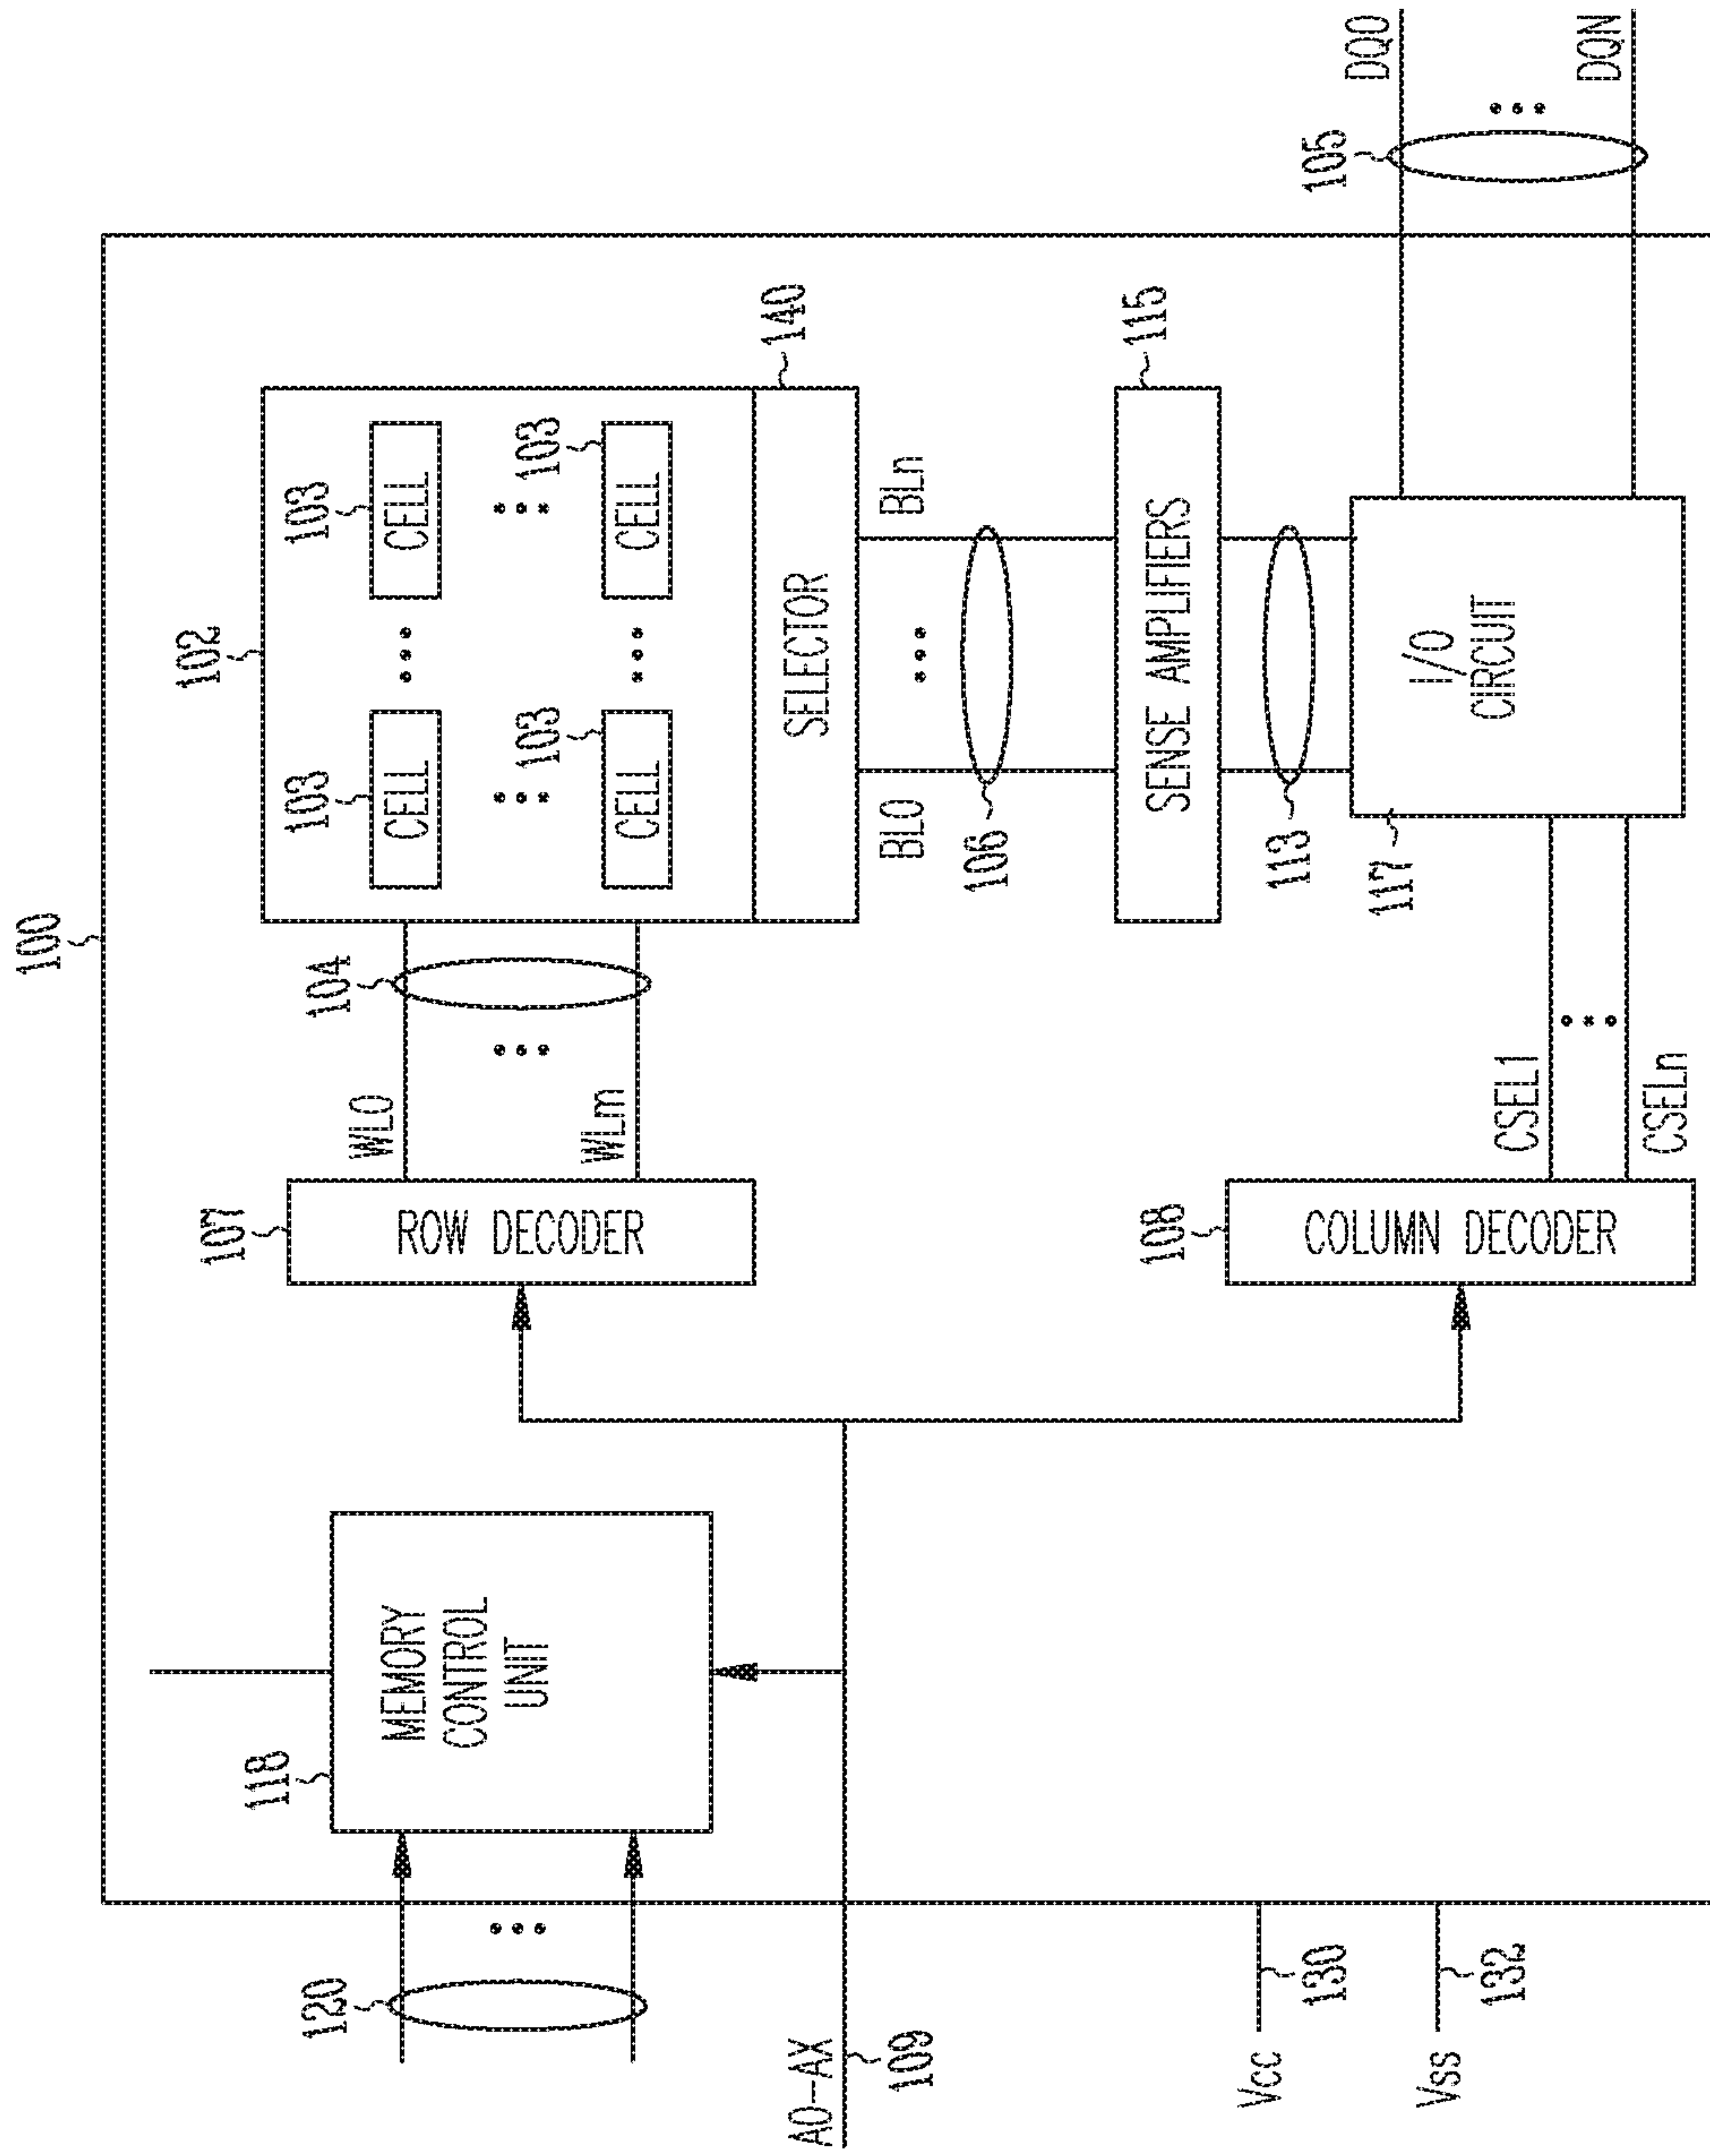 100
102
103
CELL
103
CELL
103
CELL
103
CELL
140
SELECTOR
104
WL0
WLm
107
ROW DECODER
118
MEMORY
CONTROL
UNIT
120
BL0
BLn
106
115
SENSE AMPLIFIERS
113
A0-AX
109
117
I/O
CIRCUIT
105
DQ0
DQN
108
COLUMN DECODER
CSEL1
CSELn
Vcc
130
Vss
132